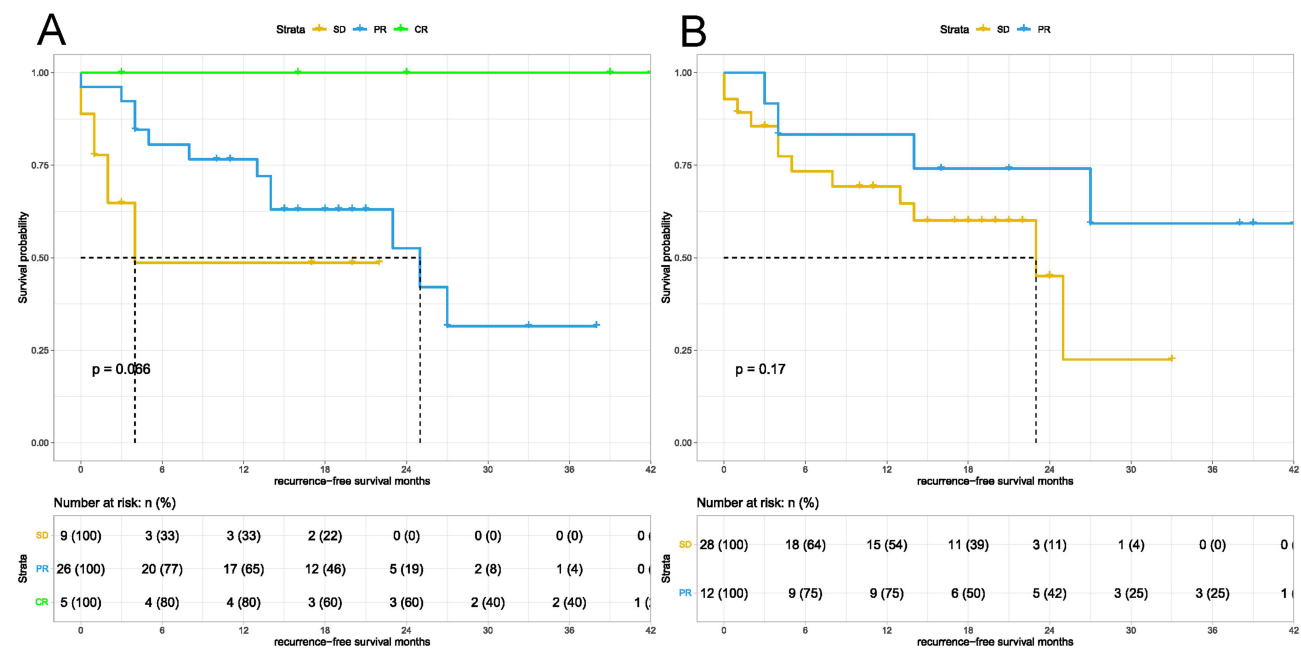 A
Strata SD PR CR
Survival probability
1.00
0.75
0.50
0.25
0.00
p = 0.066
0 6 12 18 24 30 36 42
recurrence-free survival months
Number at risk: n (%)
Strata
SD 9 (100) 3 (33) 3 (33) 2 (22) 0 (0) 0 (0) 0 (0) 0 (
PR 26 (100) 20 (77) 17 (65) 12 (46) 5 (19) 2 (8) 1 (4) 0 (
CR 5 (100) 4 (80) 4 (80) 3 (60) 3 (60) 2 (40) 2 (40) 1 (
0 6 12 18 24 30 36 42
recurrence-free survival months
B
Strata SD PR
Survival probability
1.00
0.75
0.50
0.25
0.00
p = 0.17
0 6 12 18 24 30 36 42
recurrence-free survival months
Number at risk: n (%)
Strata
SD 28 (100) 18 (64) 15 (54) 11 (39) 3 (11) 1 (4) 0 (0) 0 (
PR 12 (100) 9 (75) 9 (75) 6 (50) 5 (42) 3 (25) 3 (25) 1 (
0 6 12 18 24 30 36 42
recurrence-free survival months